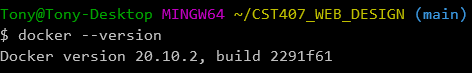 Tony@Tony-Desktop MINGW64 ~/CST407_WEB_DESIGN (main)
$ docker --version
Docker version 20.10.2, build 2291f61